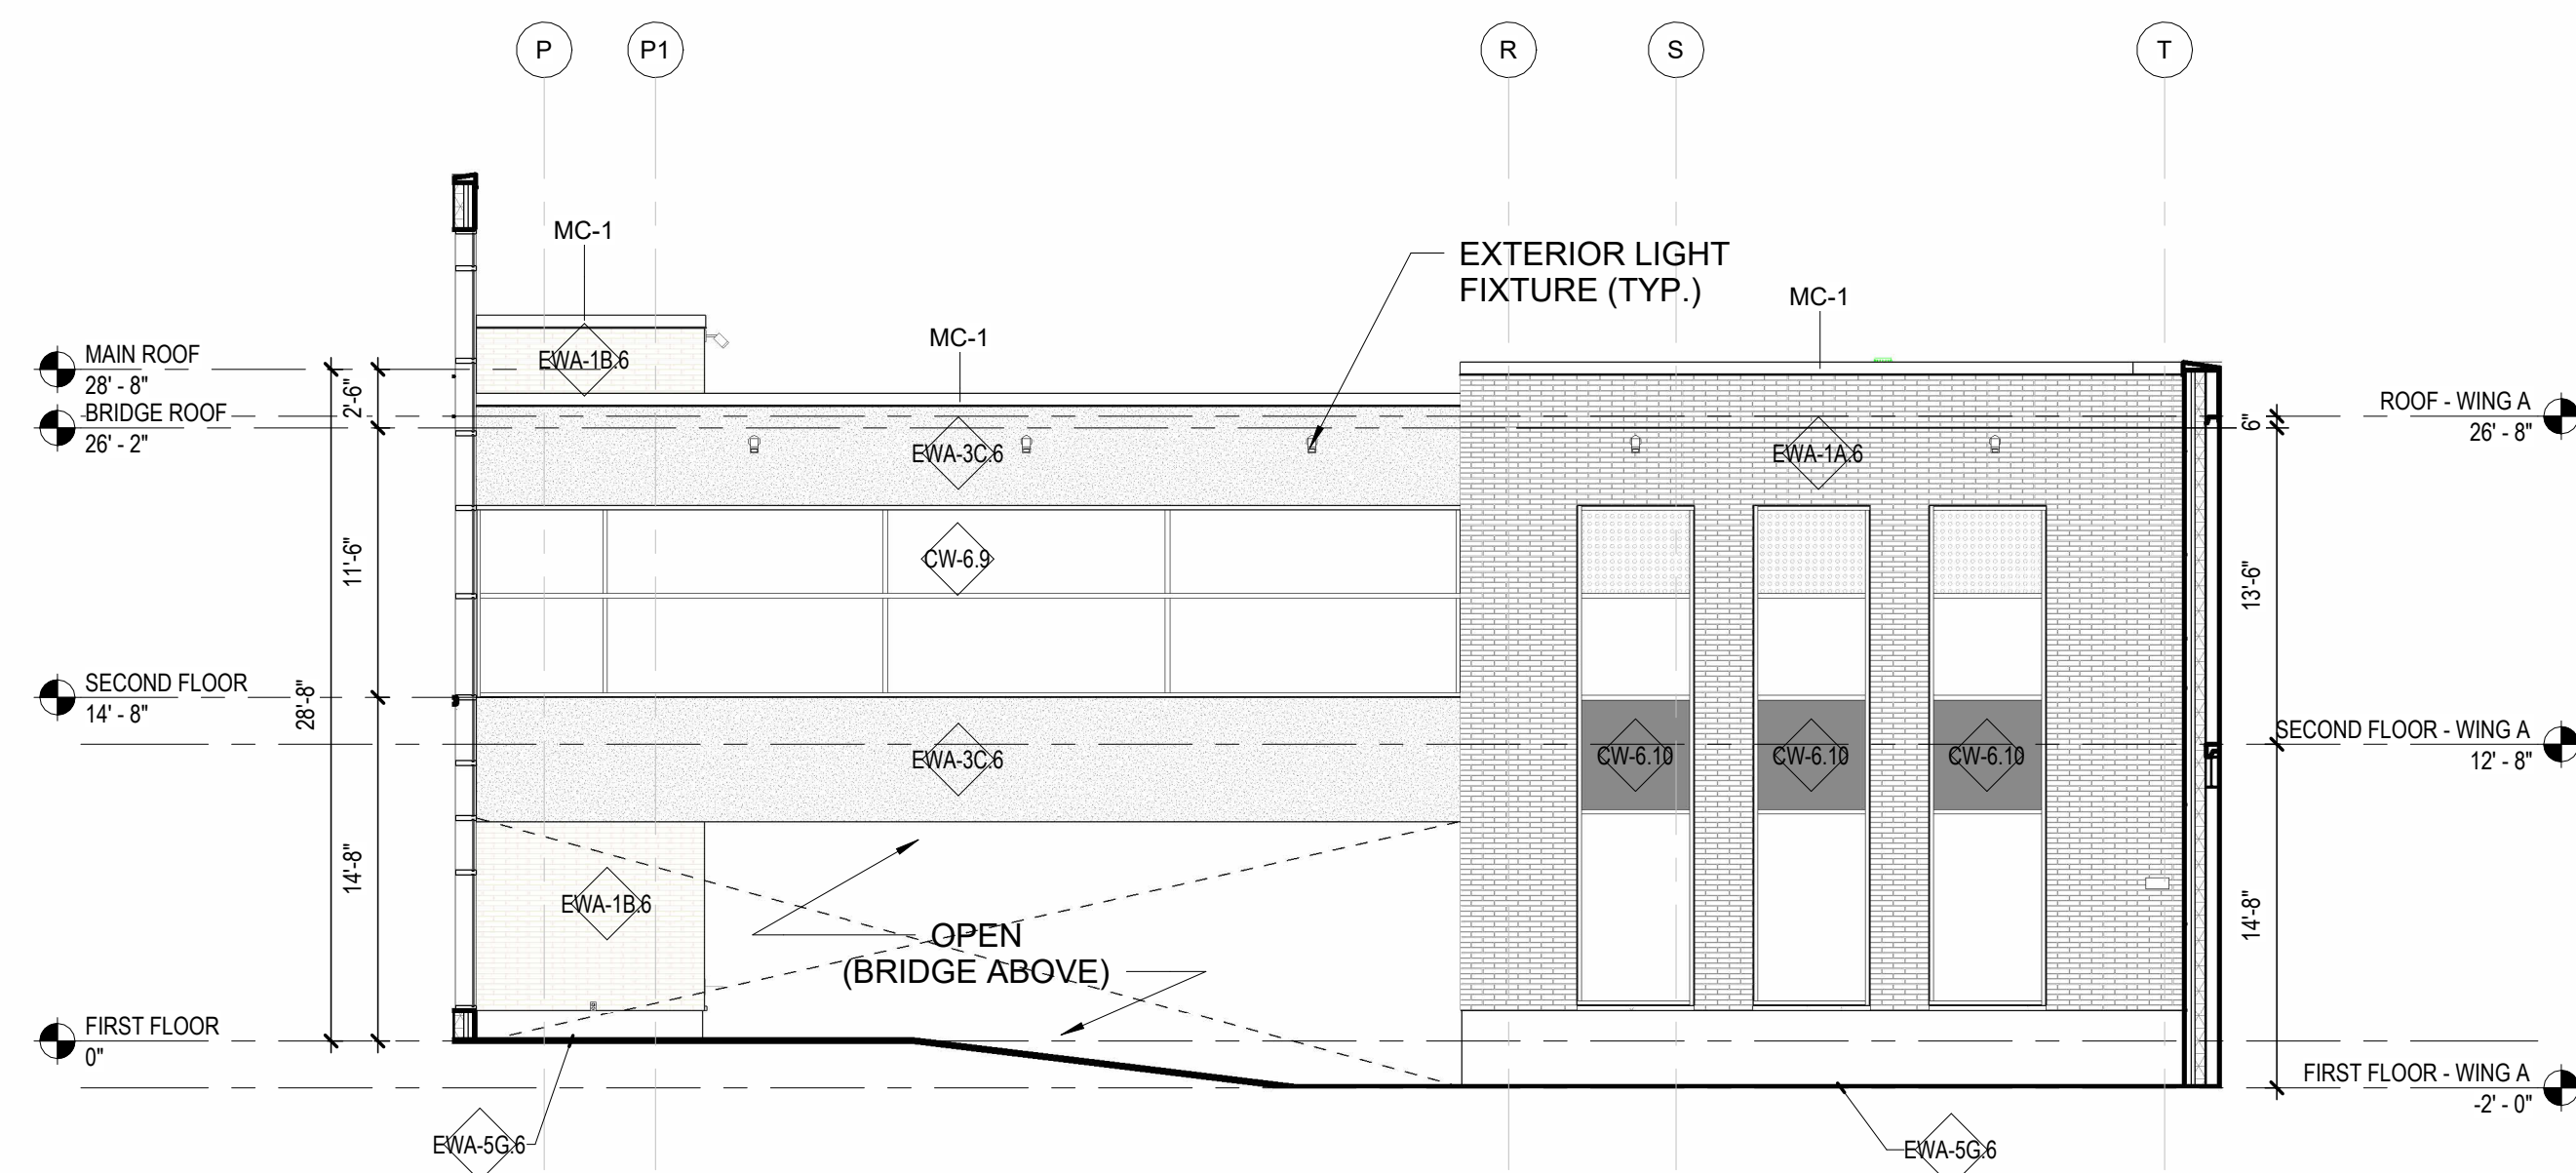 P
P1
R
S
T
MC-1
EXTERIOR LIGHT
FIXTURE (TYP.)
MC-1
MC-1
MAIN ROOF
28' - 8"
EWA-1B.6
2'-6"
BRIDGE ROOF
26' - 2"
ROOF - WING A
26' - 8"
6"
EWA-3C.6
EWA-1A.6
11'-6"
CW-6.9
13'-6"
SECOND FLOOR
14' - 8"
28'-8"
EWA-3C.6
CW-6.10
CW-6.10
CW-6.10
SECOND FLOOR - WING A
12' - 8"
14'-8"
EWA-1B.6
OPEN
(BRIDGE ABOVE)
14'-8"
FIRST FLOOR
0"
FIRST FLOOR - WING A
-2' - 0"
EWA-5G.6
EWA-5G.6